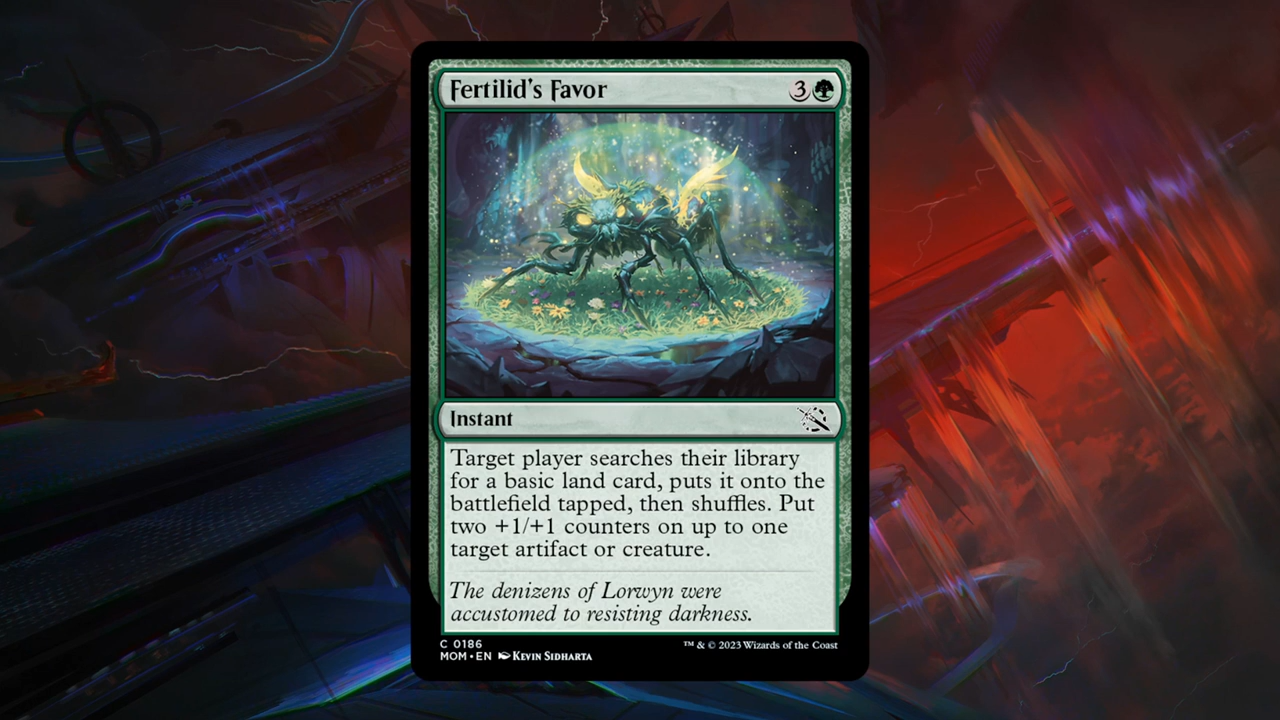 Fertilid's Favor
3
Instant
Target player searches their library
for a basic land card, puts it onto the
battlefield tapped, then shuffles. Put
two +1/+1 counters on up to one
target artifact or creature.
The denizens of Lorwyn were
accustomed to resisting darkness.
C 0186
MOM • EN Kevin Sidharta
™ & © 2023 Wizards of the Coast